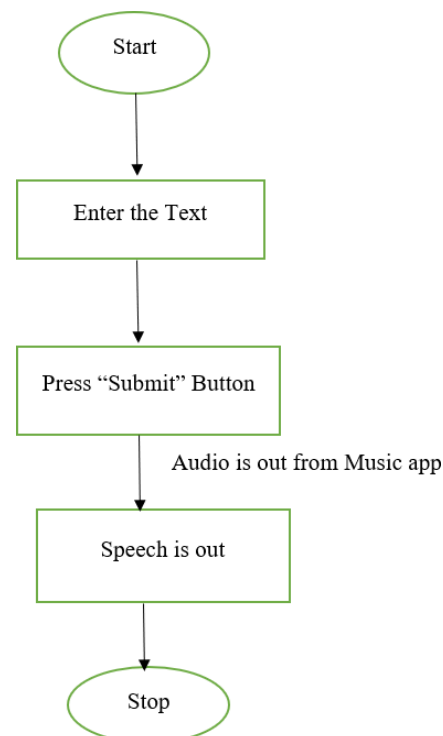 Start
Enter the Text
Press “Submit” Button
Audio is out from Music app
Speech is out
Stop